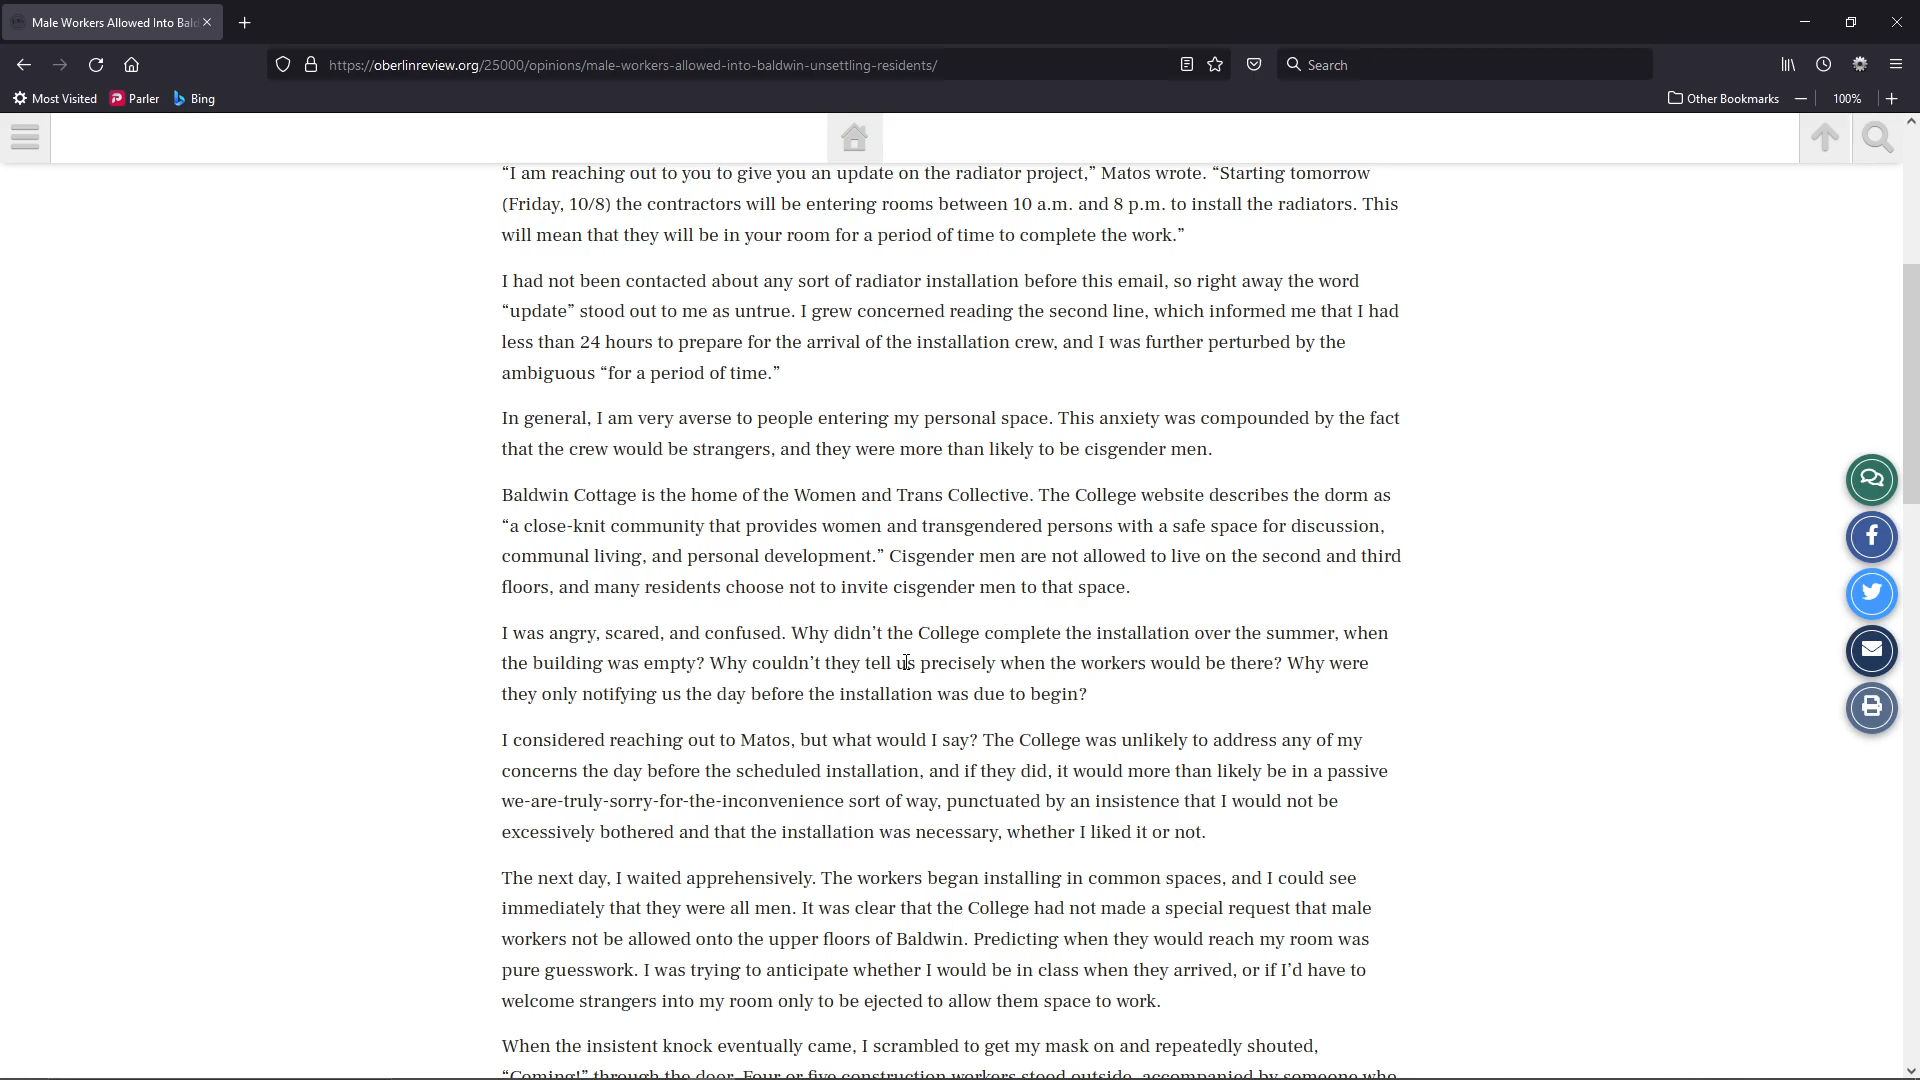 Male Workers Allowed Into Bald
https://oberlinreview.org/25000/opinions/male-workers-allowed-into-baldwin-unsettling-residents/
Search
Most Visited
Parler
Bing
Other Bookmarks
100%
“I am reaching out to you to give you an update on the radiator project,” Matos wrote. “Starting tomorrow
(Friday, 10/8) the contractors will be entering rooms between 10 a.m. and 8 p.m. to install the radiators. This
will mean that they will be in your room for a period of time to complete the work.”
I had not been contacted about any sort of radiator installation before this email, so right away the word
“update” stood out to me as untrue. I grew concerned reading the second line, which informed me that I had
less than 24 hours to prepare for the arrival of the installation crew, and I was further perturbed by the
ambiguous “for a period of time.”
In general, I am very averse to people entering my personal space. This anxiety was compounded by the fact
that the crew would be strangers, and they were more than likely to be cisgender men.
Baldwin Cottage is the home of the Women and Trans Collective. The College website describes the dorm as
“a close-knit community that provides women and transgendered persons with a safe space for discussion,
communal living, and personal development.” Cisgender men are not allowed to live on the second and third
floors, and many residents choose not to invite cisgender men to that space.
I was angry, scared, and confused. Why didn’t the College complete the installation over the summer, when
the building was empty? Why couldn’t they tell us precisely when the workers would be there? Why were
they only notifying us the day before the installation was due to begin?
I considered reaching out to Matos, but what would I say? The College was unlikely to address any of my
concerns the day before the scheduled installation, and if they did, it would more than likely be in a passive
we-are-truly-sorry-for-the-inconvenience sort of way, punctuated by an insistence that I would not be
excessively bothered and that the installation was necessary, whether I liked it or not.
The next day, I waited apprehensively. The workers began installing in common spaces, and I could see
immediately that they were all men. It was clear that the College had not made a special request that male
workers not be allowed onto the upper floors of Baldwin. Predicting when they would reach my room was
pure guesswork. I was trying to anticipate whether I would be in class when they arrived, or if I’d have to
welcome strangers into my room only to be ejected to allow them space to work.
When the insistent knock eventually came, I scrambled to get my mask on and repeatedly shouted,
“Coming!” through the door. Four or five construction workers stood outside, accompanied by someone who